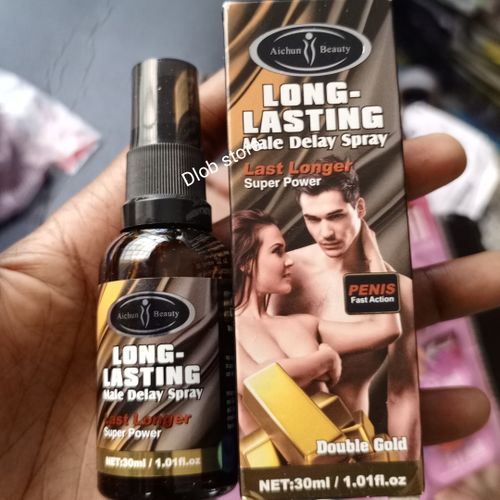 Aichun Beauty
LONG-
LASTING
Male Delay Spray
Last Longer
Super Power
PENIS
Fast Action
Double Gold
NET:30ml / 1.01fl.oz
Dlob store
Aichun Beauty
LONG-
LASTING
Male Delay Spray
Last Longer
Super Power
NET:30ml / 1.01fl.oz